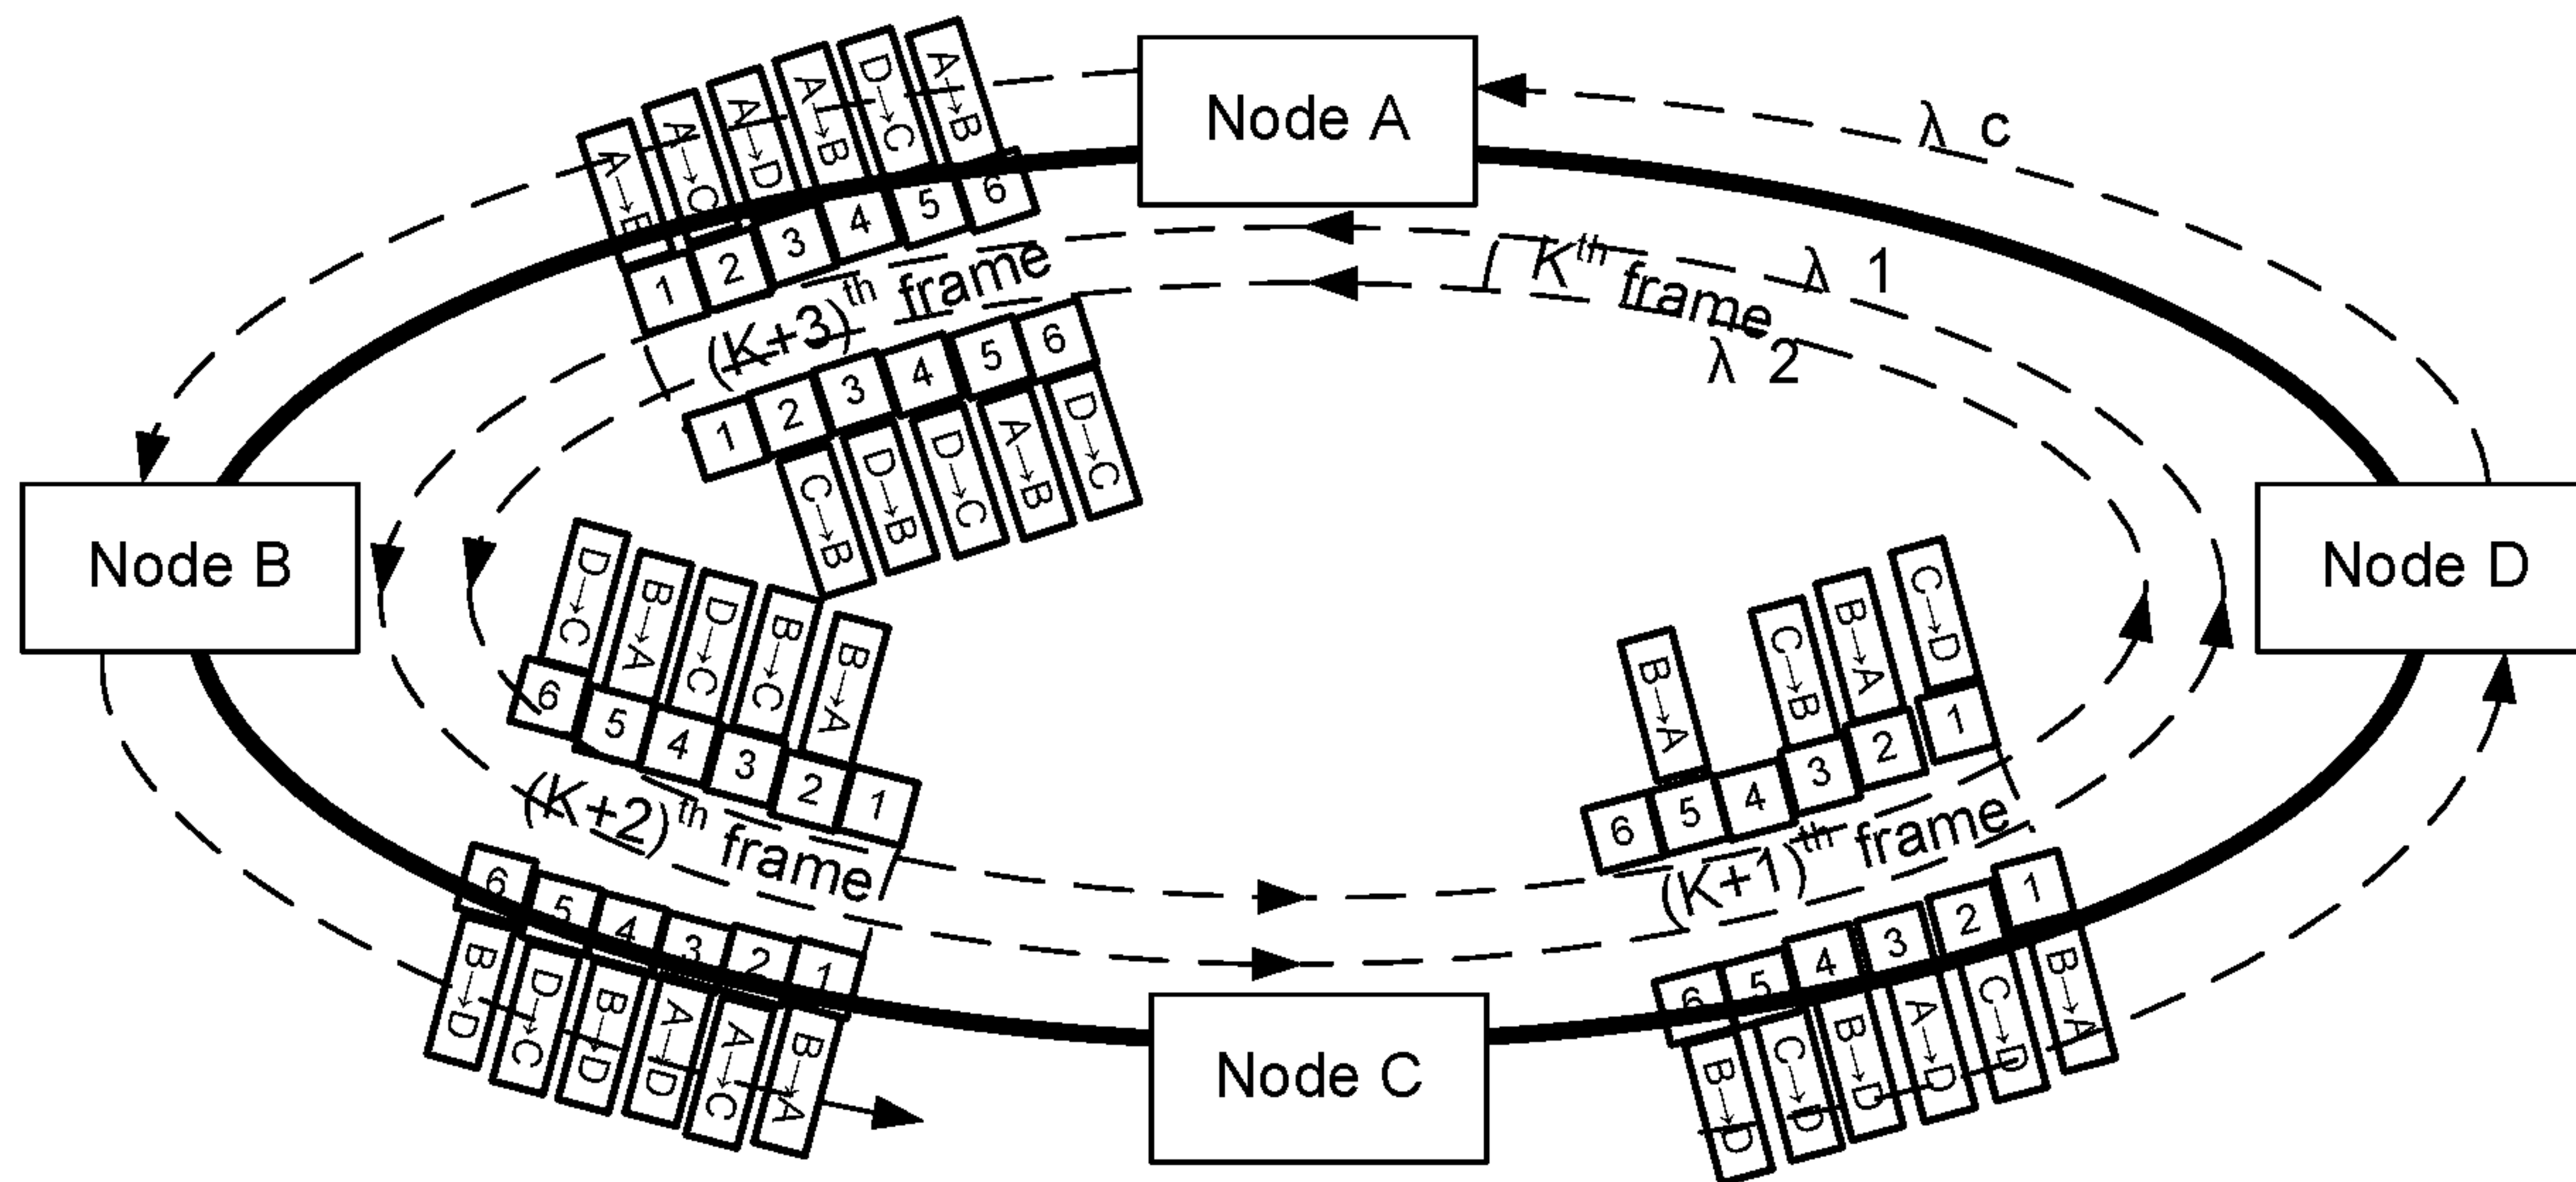 Node A
λ c
λ 1
K th frame
λ 2
A→B
D→C
A→B
A→D
A→C
1 2 3 4 5 6
(K+3)th frame
1 2 3 4 5 6
C→B D→B D→C A→B D→C
Node B
Node D
D→C B→A D→C B→C B→A
6 5 4 3 2 1
(K+2)th frame
6 5 4 3 2 1
B→D D→C B→D A→D A→C B→A
B→A C→B B→A C→D
6 5 4 3 2 1
(K+1)th frame
6 5 4 3 2 1
B→D C→D B→D A→D C→D B→A
Node C